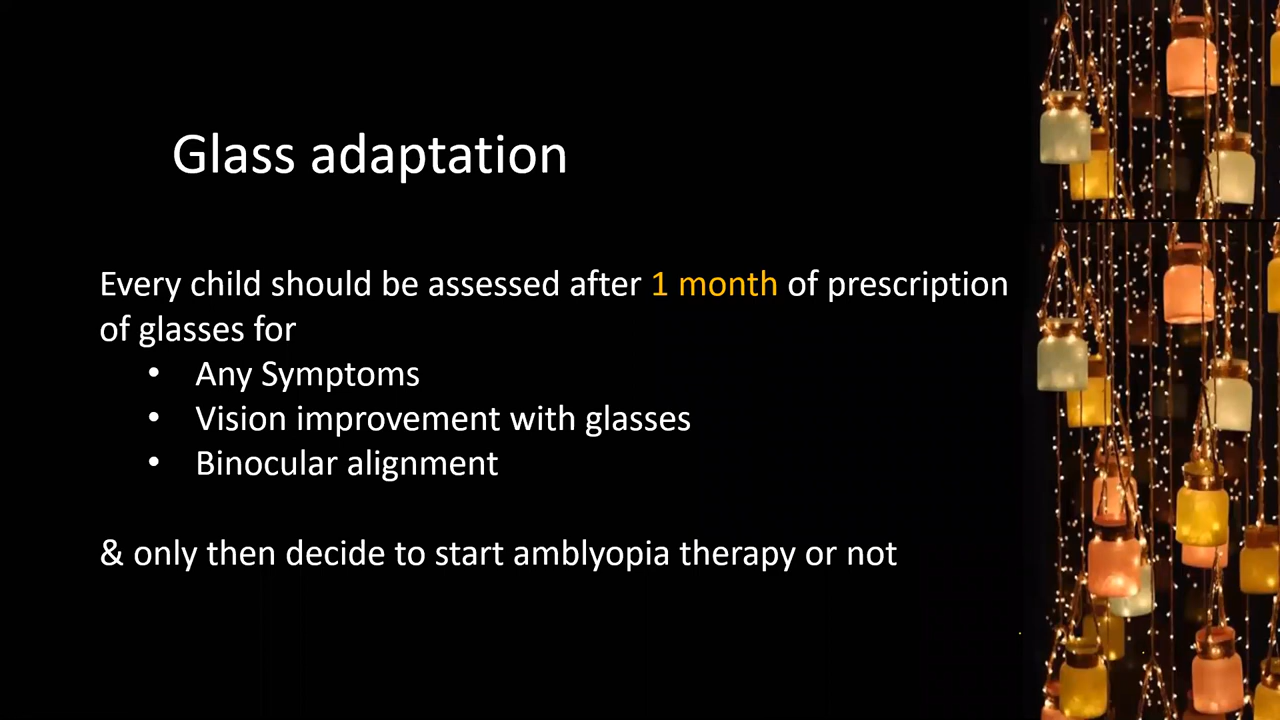 Glass adaptation
Every child should be assessed after 1 month of prescription
of glasses for
• Any Symptoms
• Vision improvement with glasses
• Binocular alignment
& only then decide to start amblyopia therapy or not